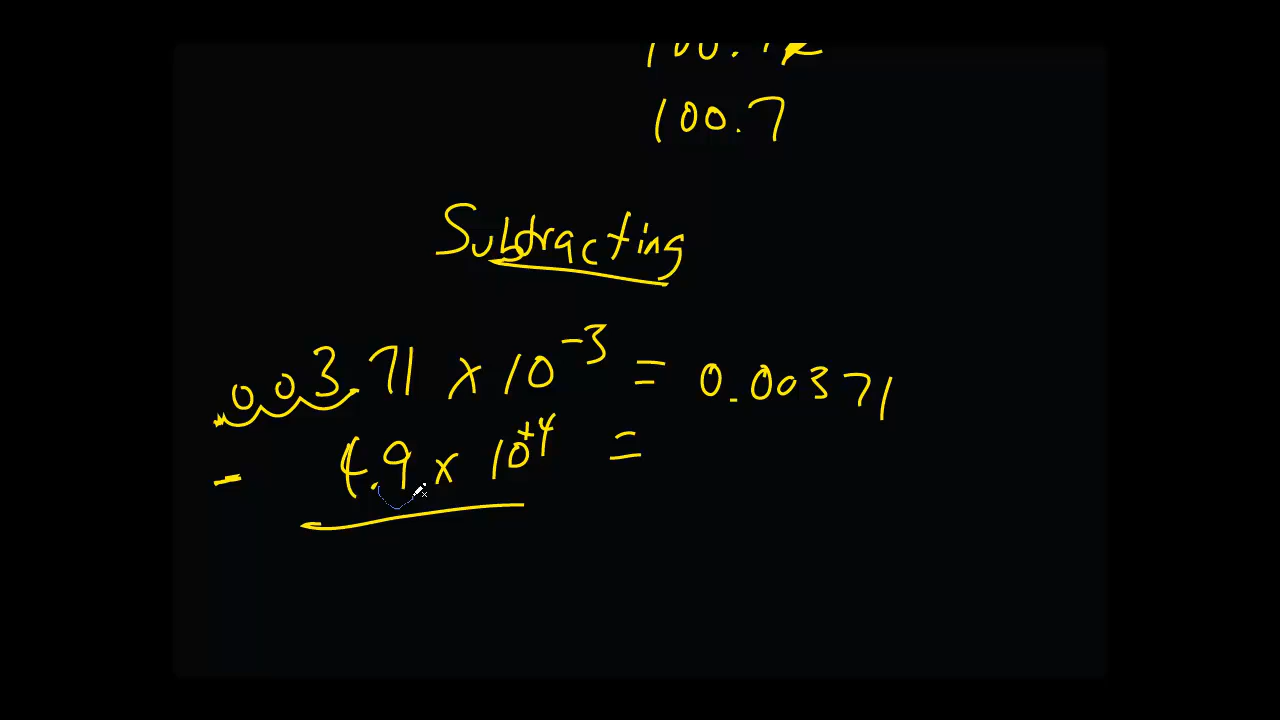 100.7
Subtracting
003.71 x 10⁻³ = 0.00371
- 4.9 x 10⁺⁴ =